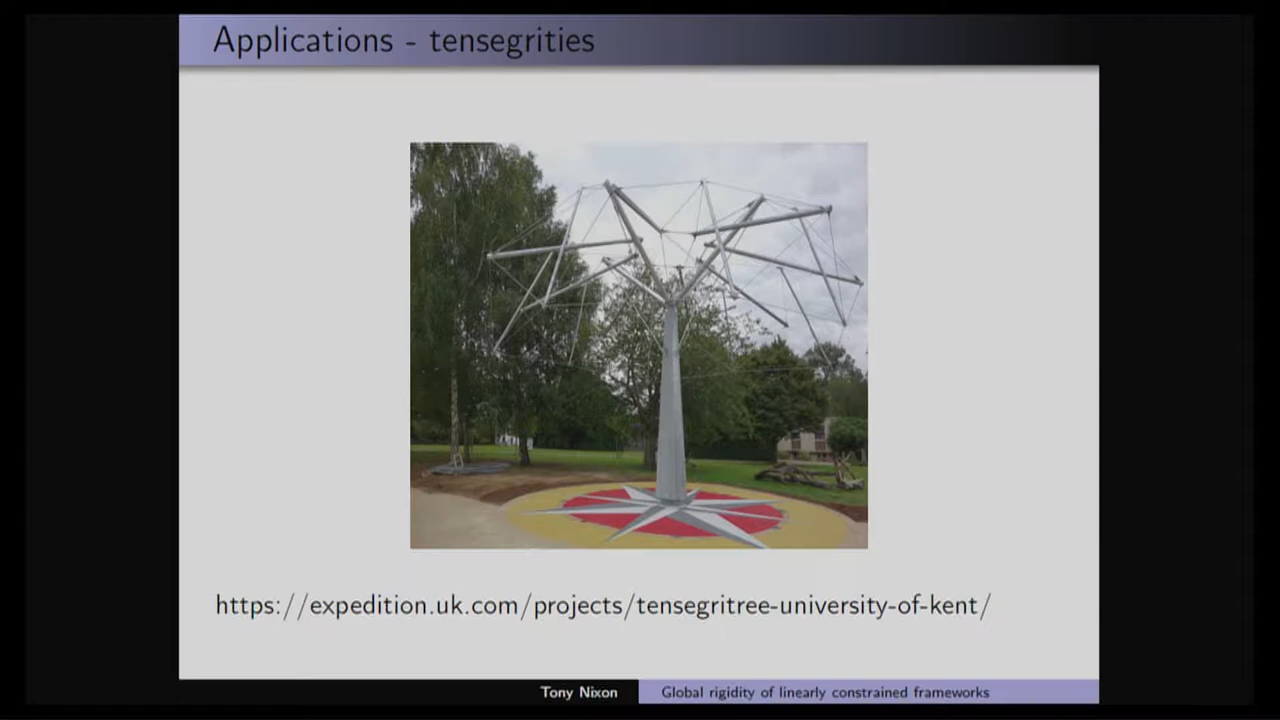 Applications - tensegrities
https://expedition.uk.com/projects/tensegritree-university-of-kent/
Tony Nixon
Global rigidity of linearly constrained frameworks